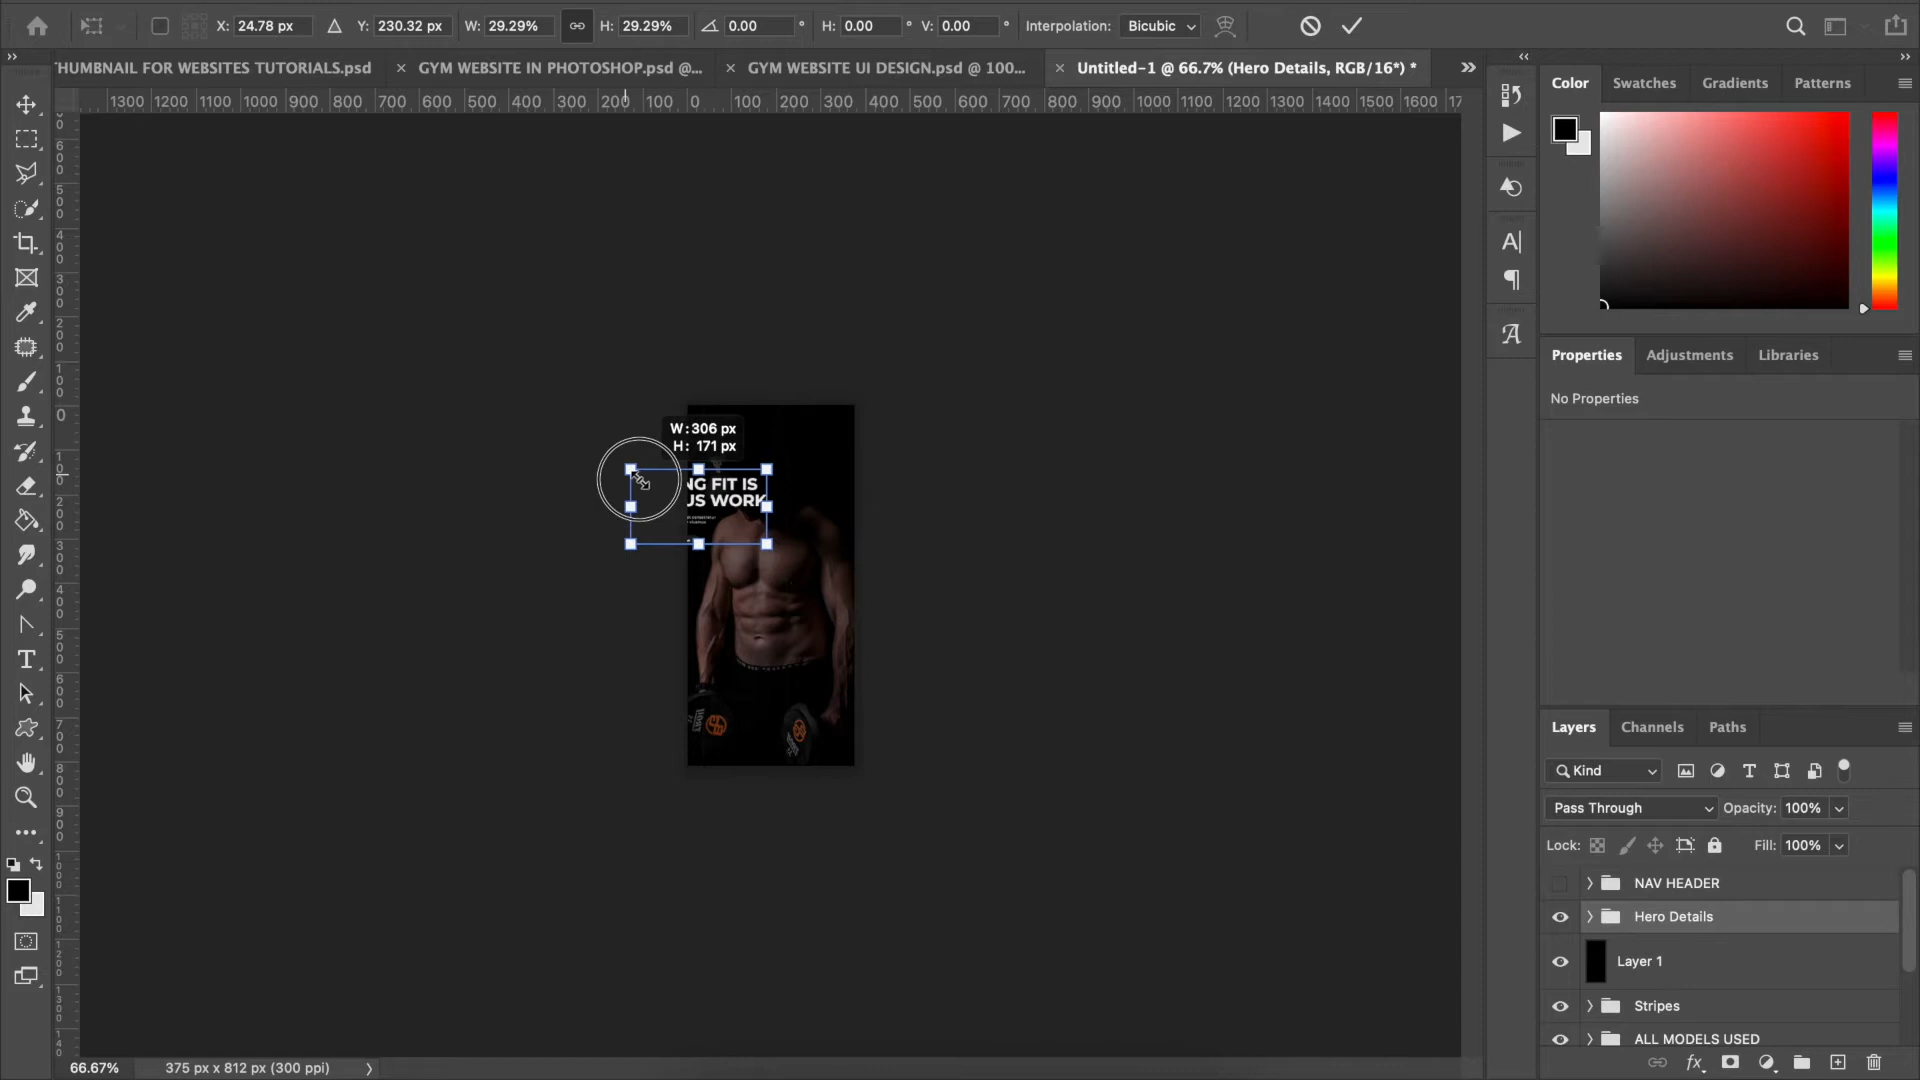 X: 24.78 px Y: 230.32 px W: 29.29% H: 29.29% 0.00 ° H: 0.00 ° V: 0.00 ° Interpolation: Bicubic
THUMBNAIL FOR WEBSITES TUTORIALS.psd × GYM WEBSITE IN PHOTOSHOP.psd @... × GYM WEBSITE UI DESIGN.psd @ 100... × Untitled-1 @ 66.7% (Hero Details, RGB/16*) *
1300 1200 1100 1000 900 800 700 600 500 400 300 200 100 0 100 200 300 400 500 600 700 800 900 1000 1100 1200 1300 1400 1500 1600 17
Color Swatches Gradients Patterns
Properties Adjustments Libraries
No Properties
W: 306 px
H: 171 px
NG FIT IS
US WORK
Layers Channels Paths
Kind
Pass Through Opacity: 100%
Lock: Fill: 100%
NAV HEADER
Hero Details
Layer 1
Stripes
ALL MODELS USED
66.67% 375 px x 812 px (300 ppi)